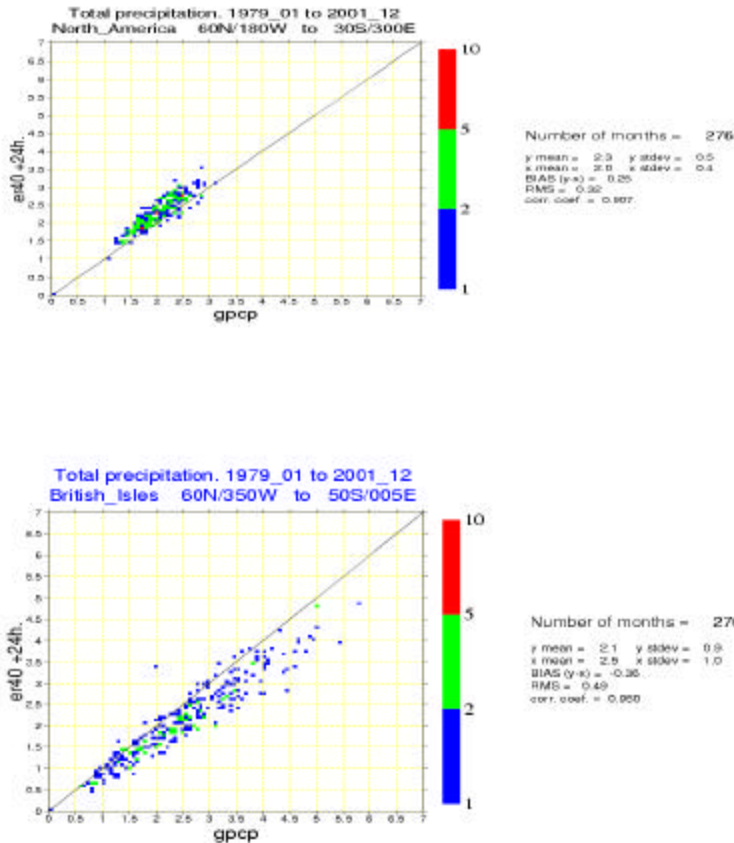 Total precipitation. 1979_01 to 2001_12
North_America 60N/180W to 30S/300E
7
6.5
6
5.5
5
4.5
4
3.5
3
2.5
2
1.5
1
0.5
0
er40 +24h.
0 0.5 1 1.5 2 2.5 3 3.5 4 4.5 5 5.5 6 6.5 7
gpcp
10
5
2
1
Number of months = 276
y mean = 2.3 y stdev = 0.5
x mean = 2.0 x stdev = 0.4
BIAS (y-x) = 0.25
RMS = 0.32
corr. coef = 0.907
Total precipitation. 1979_01 to 2001_12
British_Isles 60N/350W to 50S/005E
7
6.5
6
5.5
5
4.5
4
3.5
3
2.5
2
1.5
1
0.5
0
er40 +24h.
0 0.5 1 1.5 2 2.5 3 3.5 4 4.5 5 5.5 6 6.5 7
gpcp
10
5
2
1
Number of months =
y mean = 2.1 y stdev = 0.9
x mean = x stdev = 1.0
BIAS (y-x) = -0.36
RMS = 0.49
corr. coef. =